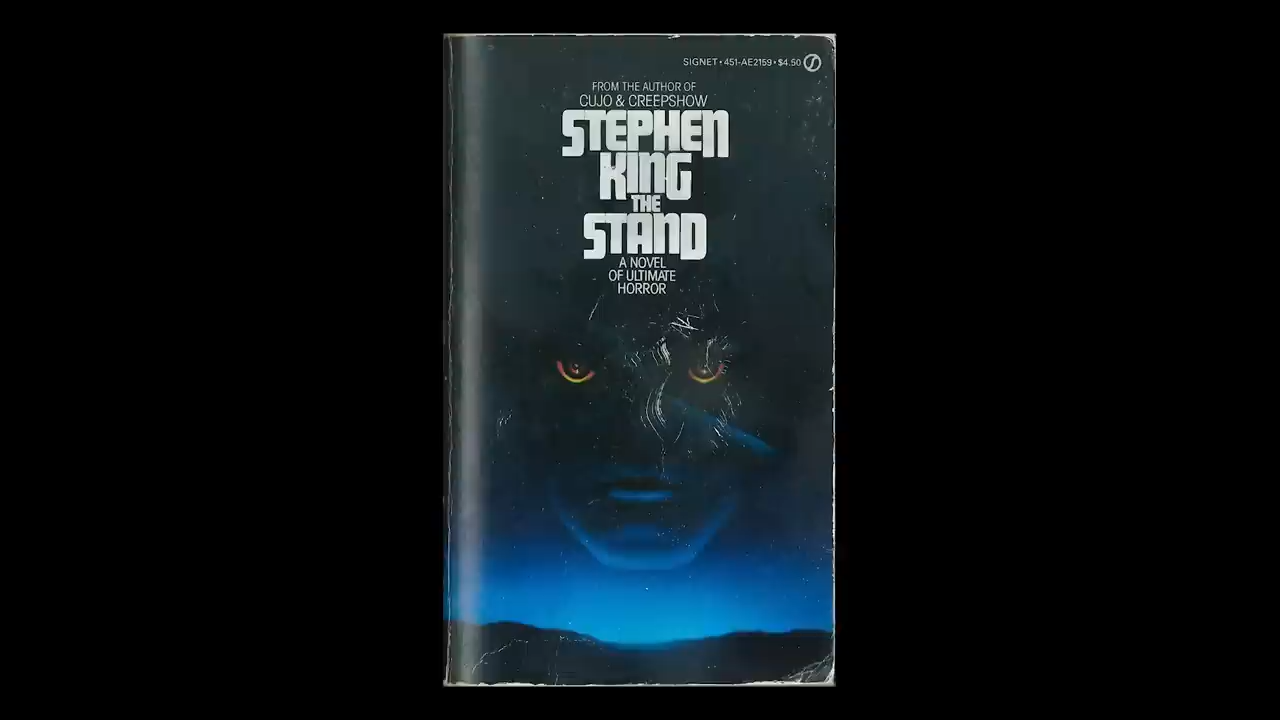 SIGNET • 451-AE2159 • $4.50
FROM THE AUTHOR OF
CUJO & CREEPSHOW
STEPHEN
KING
THE
STAND
A NOVEL
OF ULTIMATE
HORROR